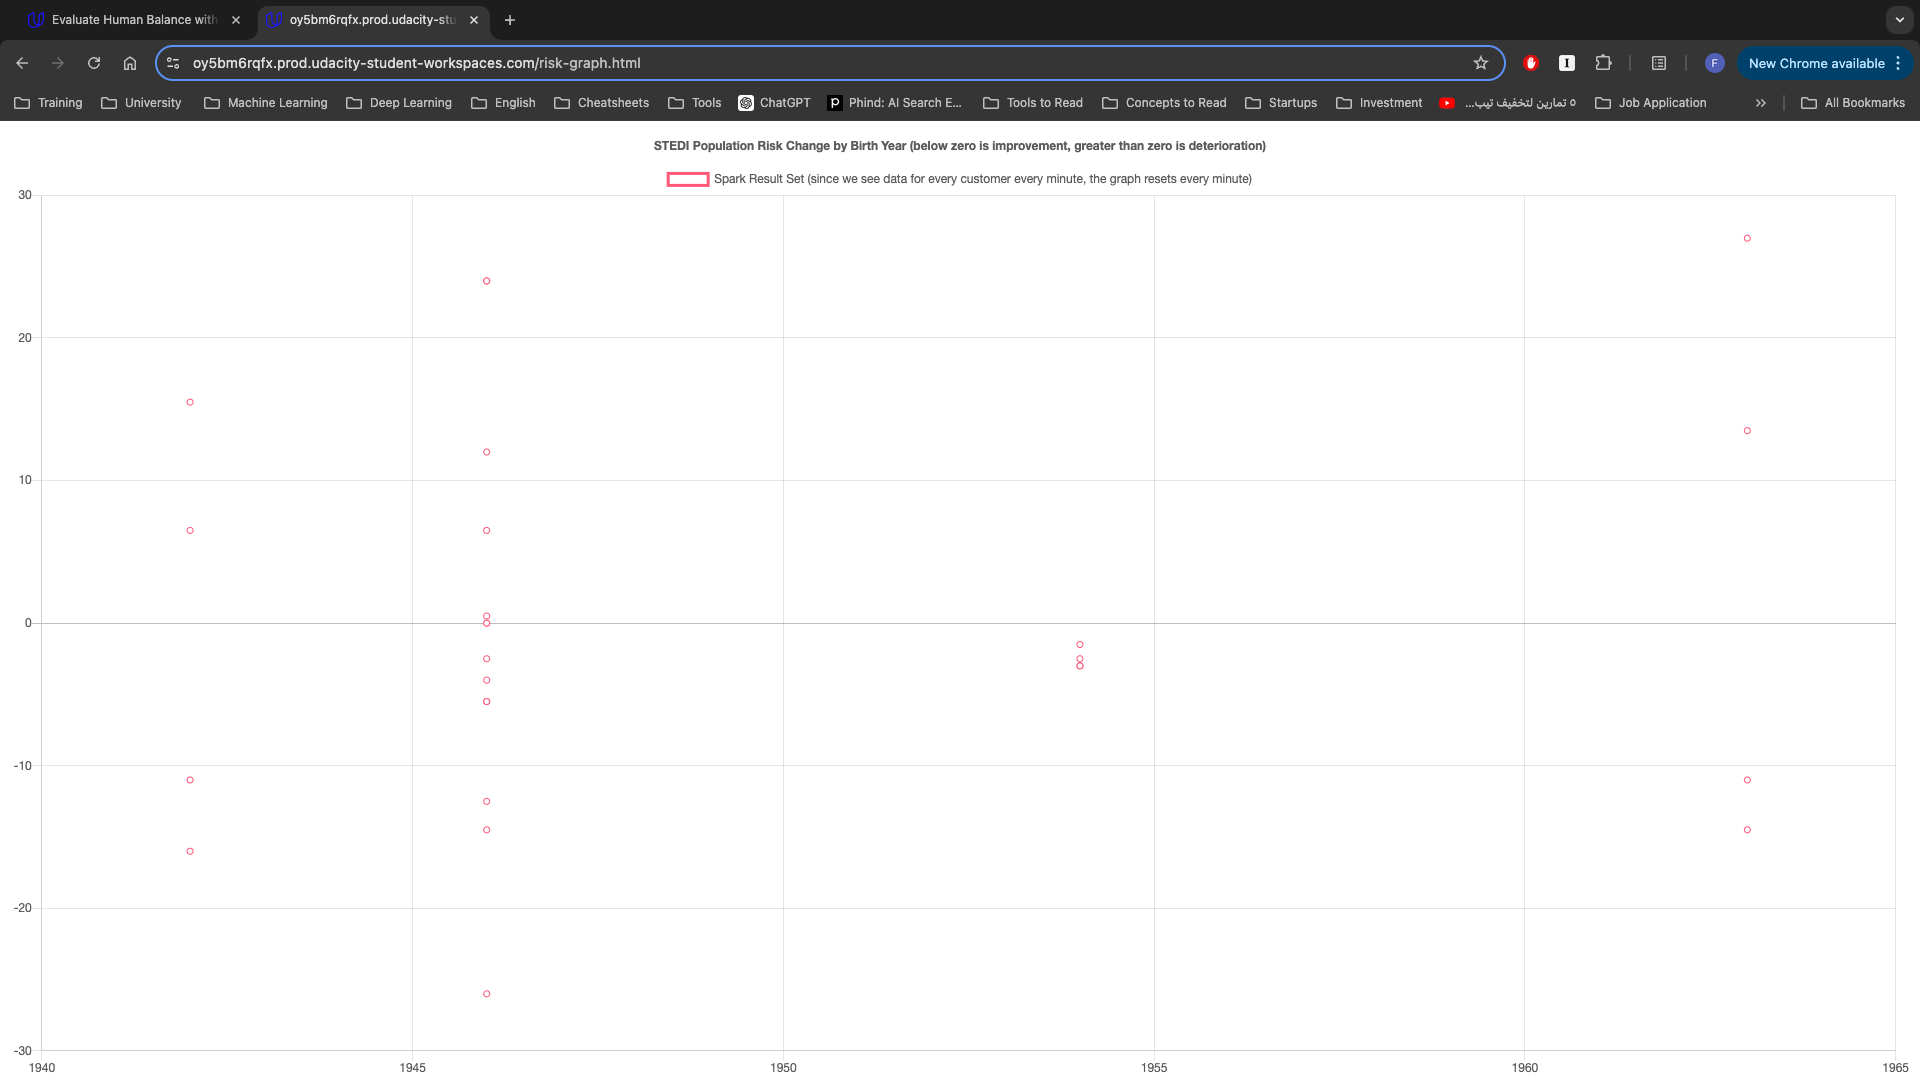 Evaluate Human Balance with
oy5bm6rqfx.prod.udacity-stu
oy5bm6rqfx.prod.udacity-student-workspaces.com/risk-graph.html
F
New Chrome available
Training
University
Machine Learning
Deep Learning
English
Cheatsheets
Tools
ChatGPT
Phind: AI Search E...
Tools to Read
Concepts to Read
Startups
Investment
٥ تمارين لتخفيف تيب...
Job Application
All Bookmarks
STEDI Population Risk Change by Birth Year (below zero is improvement, greater than zero is deterioration)
Spark Result Set (since we see data for every customer every minute, the graph resets every minute)
30
20
10
0
-10
-20
-30
1940 1945 1950 1955 1960 1965